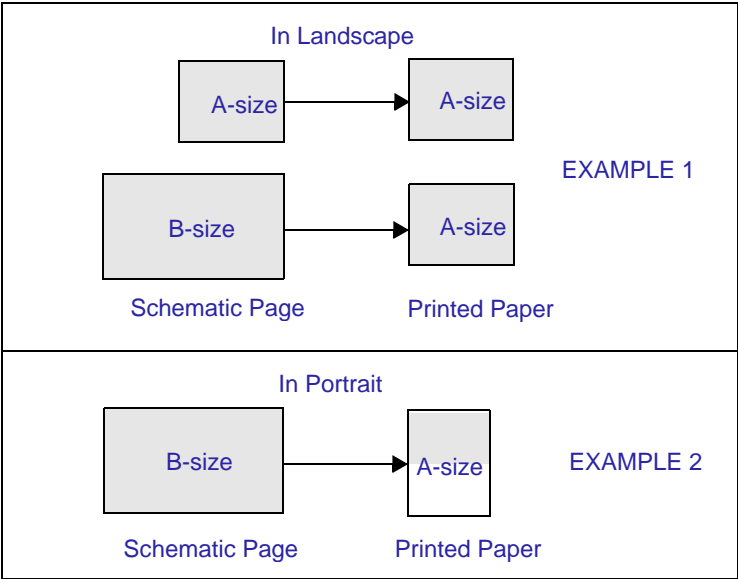 In Landscape
A-size A-size
EXAMPLE 1
B-size A-size
Schematic Page Printed Paper
In Portrait
B-size A-size EXAMPLE 2
Schematic Page Printed Paper